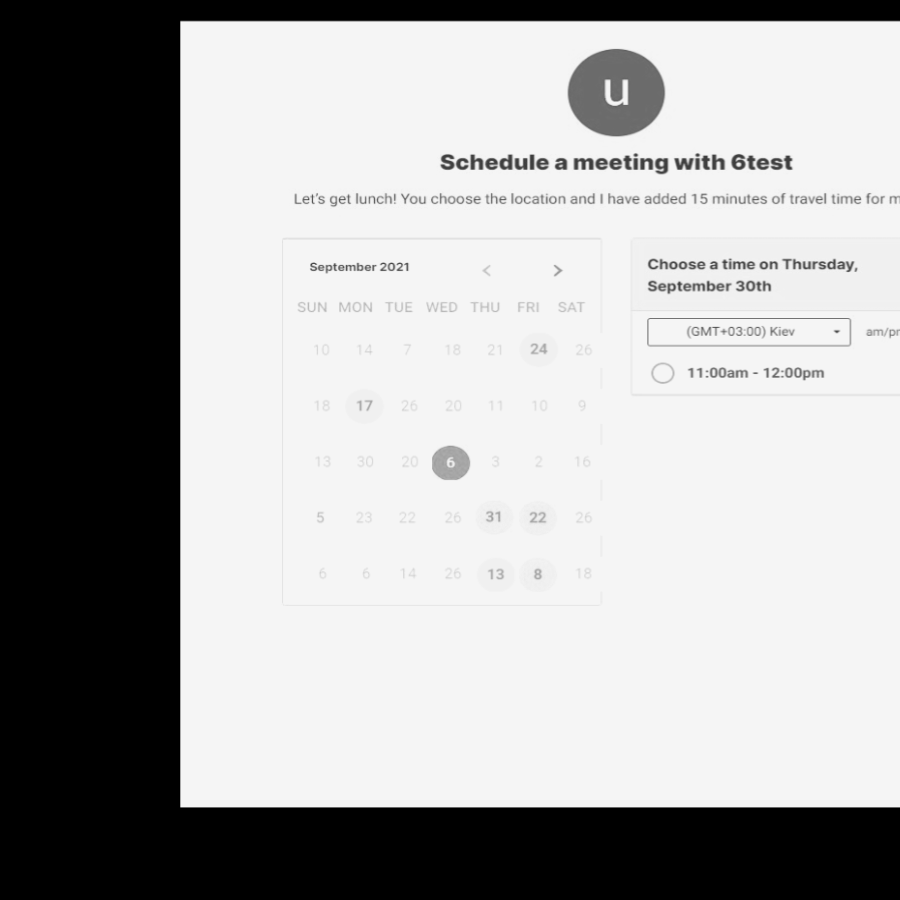 u
Schedule a meeting with 6test
Let's get lunch! You choose the location and I have added 15 minutes of travel time for m
September 2021 < >
SUN MON TUE WED THU FRI SAT
10 14 7 18 21 24 26
18 17 26 20 11 10 9
13 30 20 6 3 2 16
5 23 22 26 31 22 26
6 6 14 26 13 8 18
Choose a time on Thursday,
September 30th
(GMT+03:00) Kiev am/p
11:00am - 12:00pm